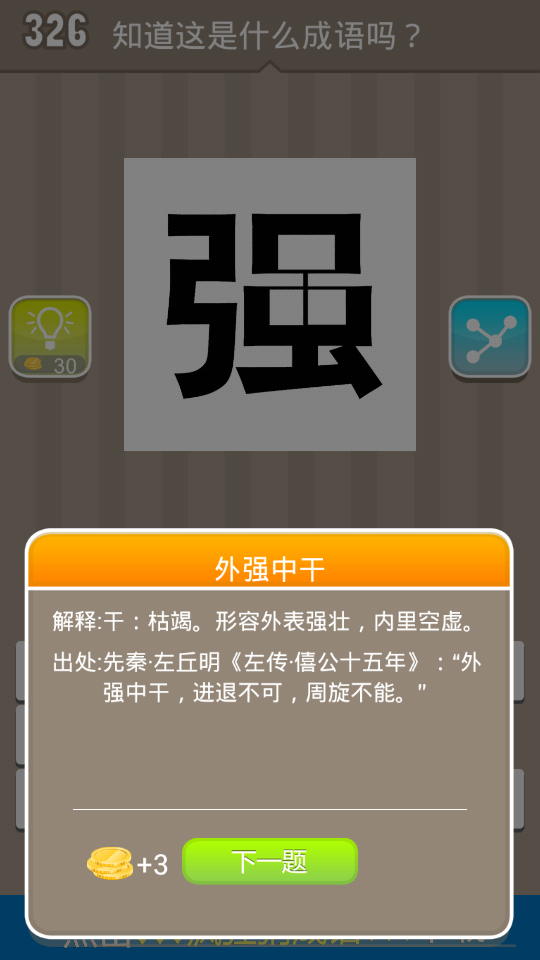 326 知道这是什么成语吗？
强
30
外强中干
解释:干：枯竭。形容外表强壮，内里空虚。
出处:先秦·左丘明《左传·僖公十五年》：“外
强中干，进退不可，周旋不能。”
+3
下一题